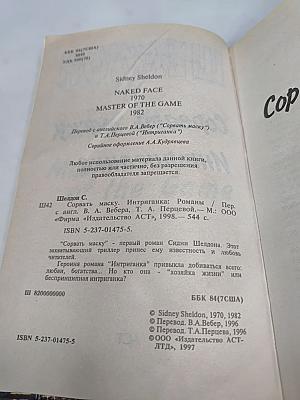 ББК 84(7США)
Sidney Sheldon
NAKED FACE
1970
MASTER OF THE GAME
1982
Перевод с английского В.А.Вебер ("Сорвать маску")
и Т.А.Перцевой ("Интриганка")
Серийное оформление А.А.Кудрявцева
Любое использование материала данной книги,
полностью или частично, без разрешения
правообладателя запрещается.
Шелдон С.
Ш42 Сорвать маску. Интриганка: Романы / Пер.
с англ. В. А. Вебера, Т. А. Перцевой.— М.: ООО
«Фирма «Издательство АСТ», 1998.— 544 с.
ISBN 5-237-01475-5.
"Сорвать маску" - первый роман Сидни Шелдона. Этот
захватывающий триллер принес ему известность и любовь
читателей.
Героиня романа "Интриганка" привыкла добиваться всего:
любви, богатства... Но кто она - "хозяйка жизни" или
беспринципная интриганка?
Ш 8200000000
ББК 84(7США)
© Sidney Sheldon, 1970, 1982
© Перевод. В.А.Вебер, 1996
© Перевод. Т.А.Перцева, 1996
ISBN 5-237-01475-5 © ООО «Издательство АСТ-
ЛТД», 1997
Сор